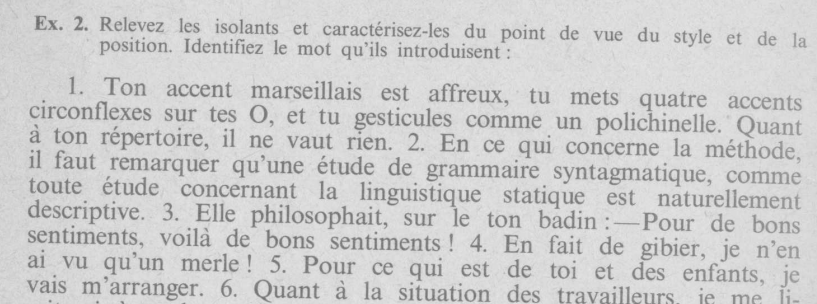 Ex. 2. Relevez les isolants et caractérisez-les du point de vue du style et de la
position. Identifiez le mot qu'ils introduisent :
1. Ton accent marseillais est affreux, tu mets quatre accents
circonflexes sur tes O, et tu gesticules comme un polichinelle. Quant
à ton répertoire, il ne vaut rien. 2. En ce qui concerne la méthode,
il faut remarquer qu'une étude de grammaire syntagmatique, comme
toute étude concernant la linguistique statique est naturellement
descriptive. 3. Elle philosophait, sur le ton badin :—Pour de bons
sentiments, voilà de bons sentiments ! 4. En fait de gibier, je n'en
ai vu qu'un merle ! 5. Pour ce qui est de toi et des enfants, je
vais m'arranger. 6. Quant à la situation des travailleurs, je me li-